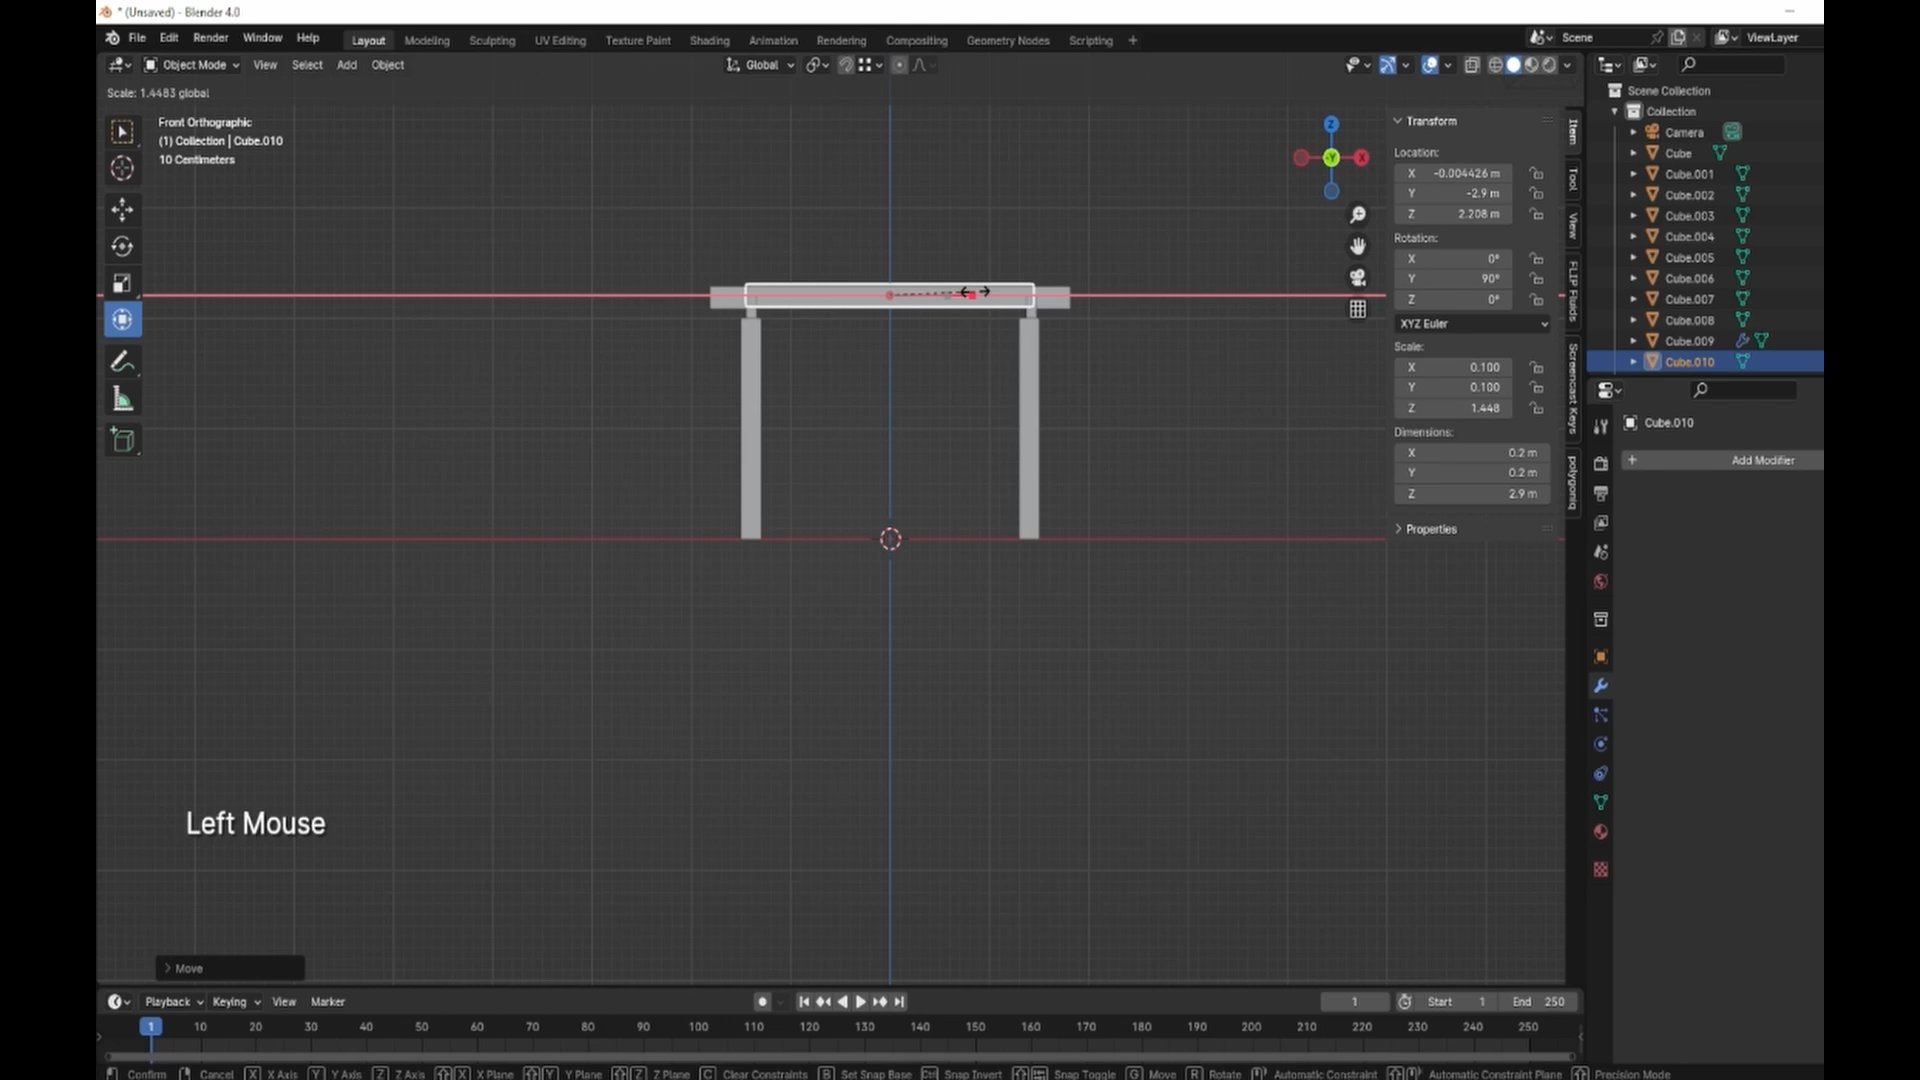 * (Unsaved) - Blender 4.0
File Edit Render Window Help Layout Modeling Sculpting UV Editing Texture Paint Shading Animation Rendering Compositing Geometry Nodes Scripting + Scene ViewLayer
Object Mode View Select Add Object Global
Scale: 1.4483 global
Front Orthographic
(1) Collection | Cube.010
10 Centimeters
Z
-Y
X
Transform
Location:
X -0.004426 m
Y -2.9 m
Z 2.208 m
Rotation:
X 0°
Y 90°
Z 0°
XYZ Euler
Scale:
X 0.100
Y 0.100
Z 1.448
Dimensions:
X 0.2 m
Y 0.2 m
Z 2.9 m
Properties
Item
Tool
View
FLIP Fluids
Screencast Keys
polygoniq
Scene Collection
Collection
Camera
Cube
Cube.001
Cube.002
Cube.003
Cube.004
Cube.005
Cube.006
Cube.007
Cube.008
Cube.009
Cube.010
Cube.010
+ Add Modifier
Left Mouse
Move
Playback Keying View Marker 1 Start 1 End 250
1 10 20 30 40 50 60 70 80 90 100 110 120 130 140 150 160 170 180 190 200 210 220 230 240 250
Confirm Cancel X X Axis Y Y Axis Z Z Axis X X Plane Y Y Plane Z Z Plane C Clear Constraints B Set Snap Base Ctrl Snap Invert Snap Toggle G Move R Rotate Automatic Constraint Automatic Constraint Plane Precision Mode